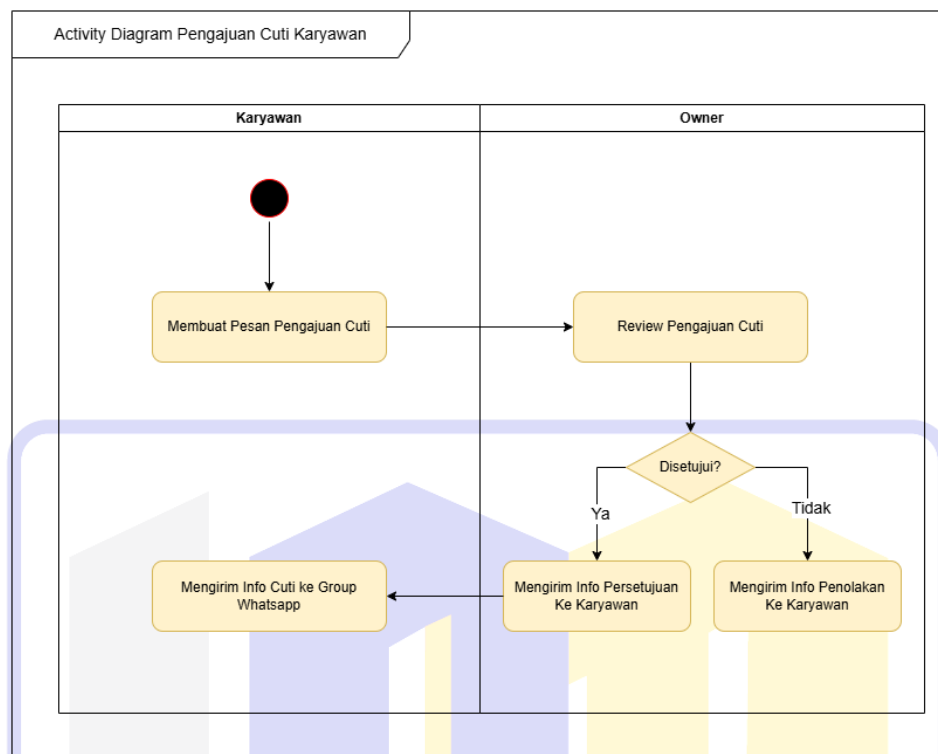 Activity Diagram Pengajuan Cuti Karyawan
Karyawan
Owner
Membuat Pesan Pengajuan Cuti
Review Pengajuan Cuti
Disetujui?
Ya
Tidak
Mengirim Info Cuti ke Group
Whatsapp
Mengirim Info Persetujuan
Ke Karyawan
Mengirim Info Penolakan
Ke Karyawan